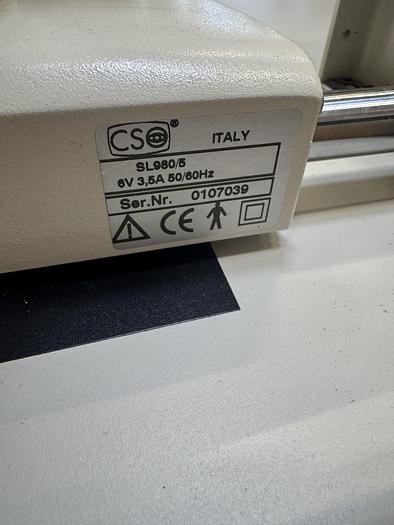 CSO® ITALY
SL980/5
6V 3,5A 50/60Hz
Ser.Nr. 0107039
CE